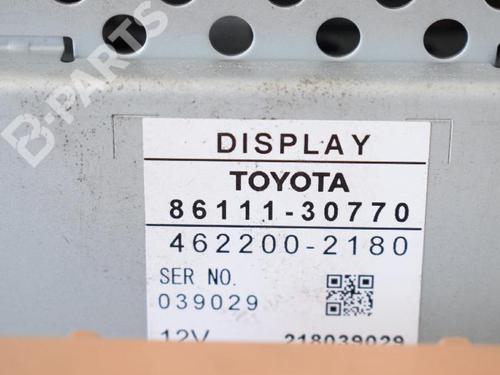 B-PARTS
DISPLAY
TOYOTA
86111-30770
462200-2180
SER NO.
039029
12V 218039029